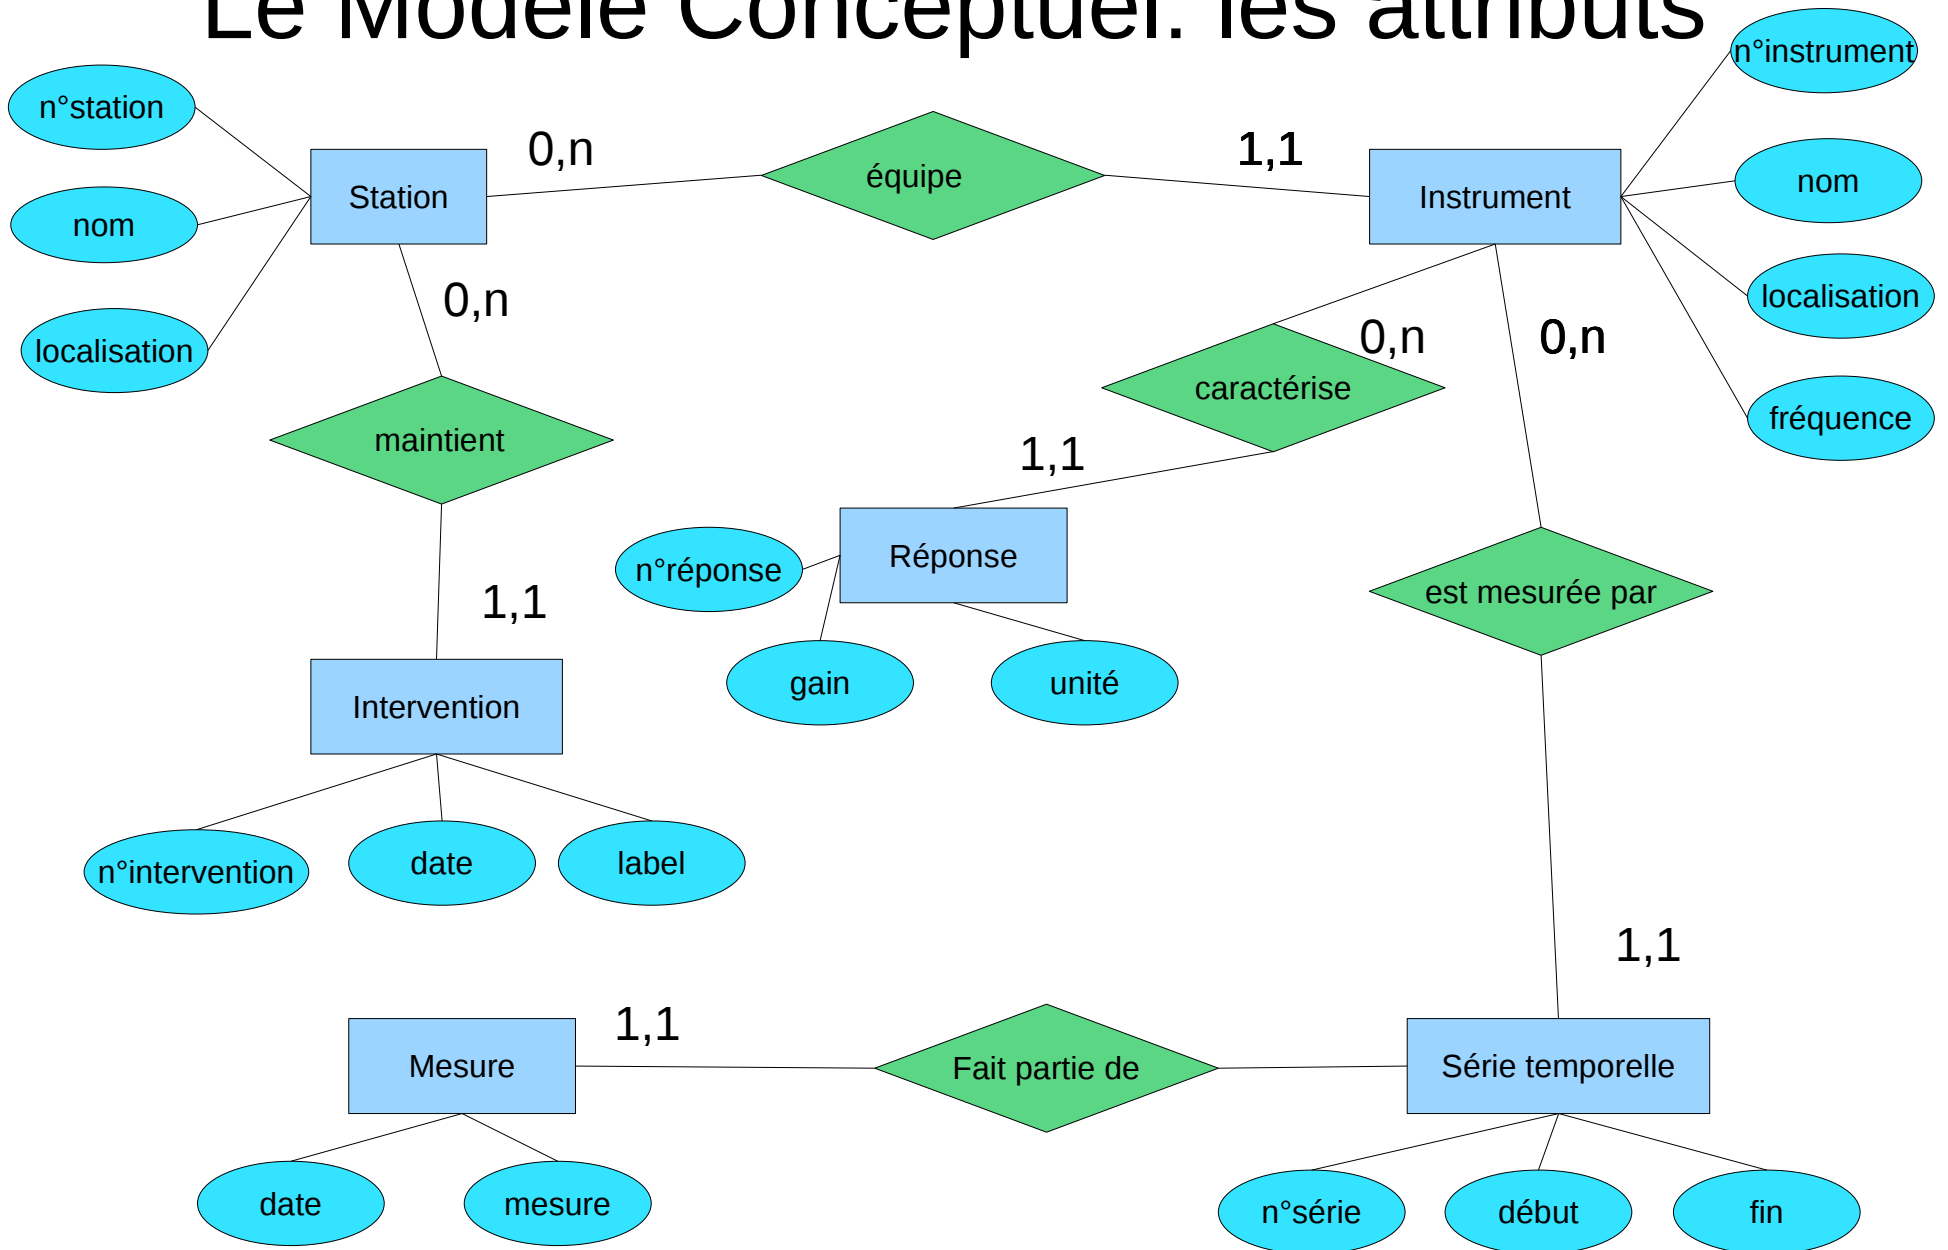 Le Modèle Conceptuel: les attributs
n°instrument
n°station
0,n
équipe
1,1
Station
Instrument
nom
nom
localisation
0,n
localisation
0,n
0,n
caractérise
fréquence
maintient
1,1
Réponse
n°réponse
est mesurée par
1,1
gain
unité
Intervention
n°intervention
date
label
1,1
1,1
Mesure
Fait partie de
Série temporelle
date
mesure
n°série
début
fin